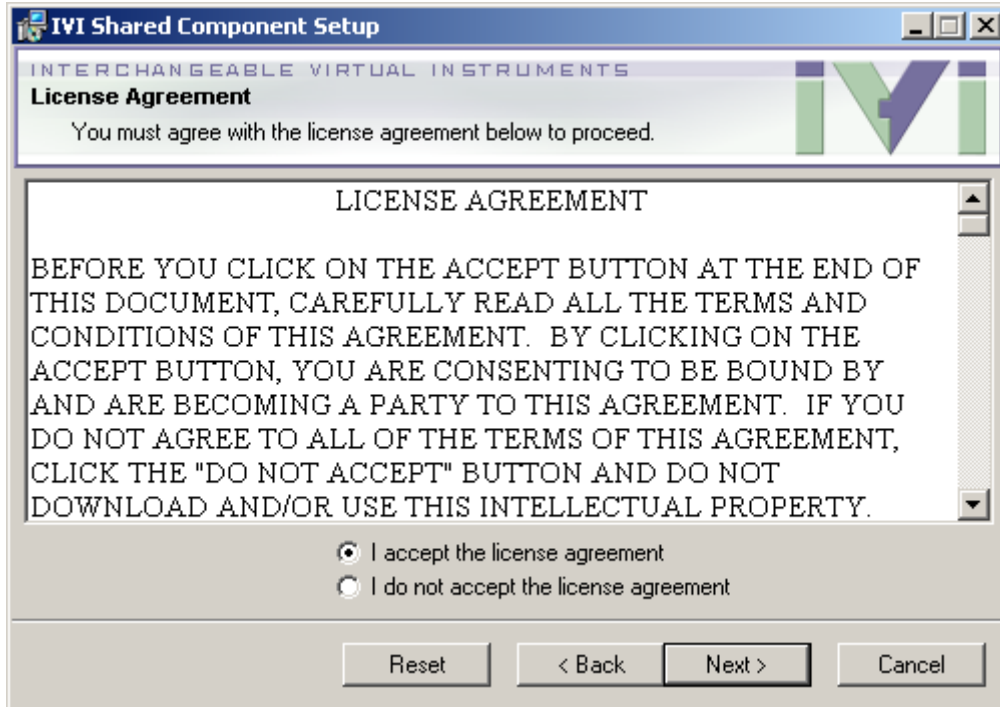 IVI Shared Component Setup
INTERCHANGEABLE VIRTUAL INSTRUMENTS
License Agreement
You must agree with the license agreement below to proceed.
IVI
LICENSE AGREEMENT
BEFORE YOU CLICK ON THE ACCEPT BUTTON AT THE END OF
THIS DOCUMENT, CAREFULLY READ ALL THE TERMS AND
CONDITIONS OF THIS AGREEMENT.  BY CLICKING ON THE
ACCEPT BUTTON, YOU ARE CONSENTING TO BE BOUND BY
AND ARE BECOMING A PARTY TO THIS AGREEMENT.  IF YOU
DO NOT AGREE TO ALL OF THE TERMS OF THIS AGREEMENT,
CLICK THE "DO NOT ACCEPT" BUTTON AND DO NOT
DOWNLOAD AND/OR USE THIS INTELLECTUAL PROPERTY.
I accept the license agreement
I do not accept the license agreement
Reset < Back Next > Cancel